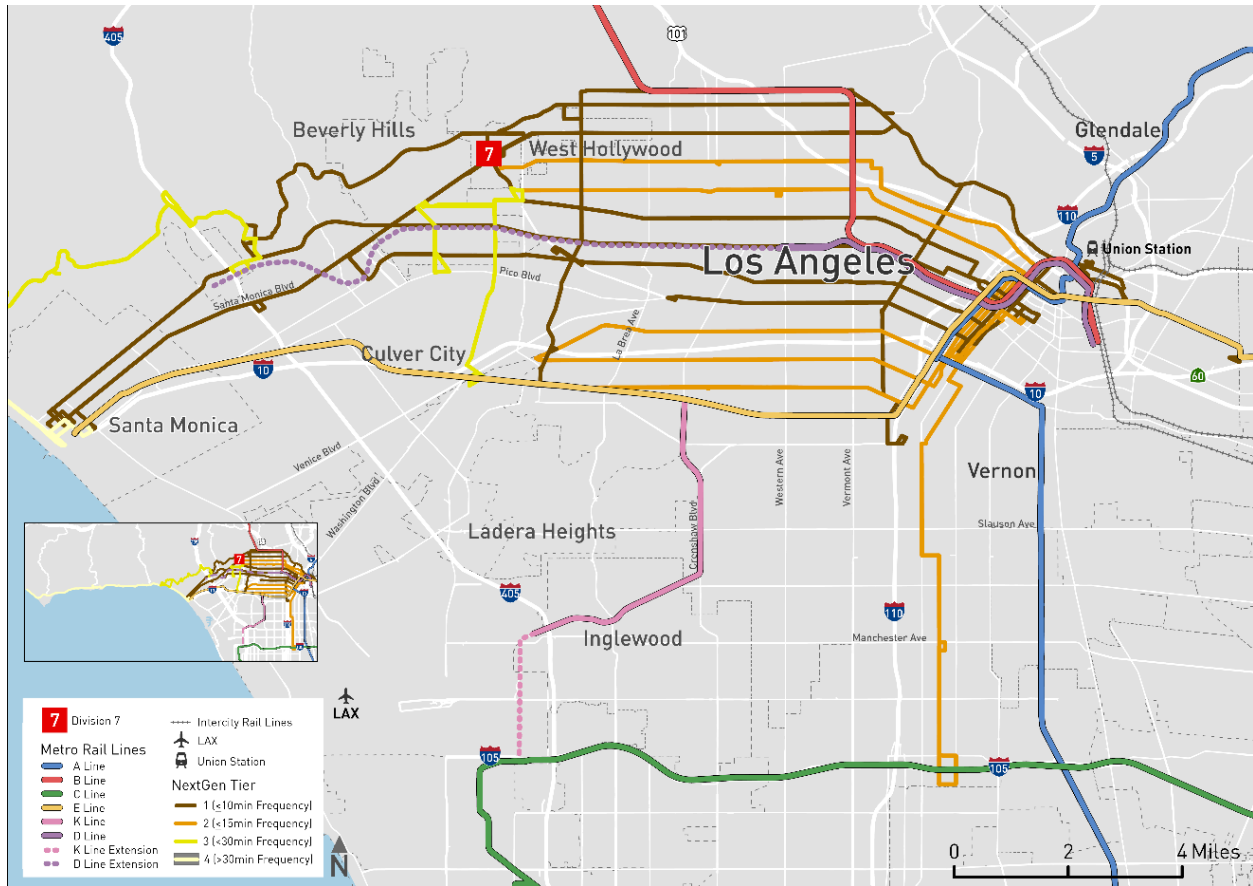 405
101
Beverly Hills
Glendale
5
7
West Hollywood
110
Union Station
Los Angeles
Pico Blvd
Santa Monica Blvd
La Brea Ave
Culver City
10
60
10
Santa Monica
Venice Blvd
Western Ave
Vermont Ave
Vernon
Washington Blvd
Slauson Ave
Ladera Heights
Crenshaw Blvd
7
405
110
Inglewood
Manchester Ave
LAX
105
105
7 Division 7
Metro Rail Lines
A Line
B Line
C Line
E Line
K Line
D Line
K Line Extension
D Line Extension
Intercity Rail Lines
LAX
Union Station
NextGen Tier
1 (≤10min Frequency)
2 (≤15min Frequency)
3 (<30min Frequency)
4 (>30min Frequency)
N
0 2 4 Miles